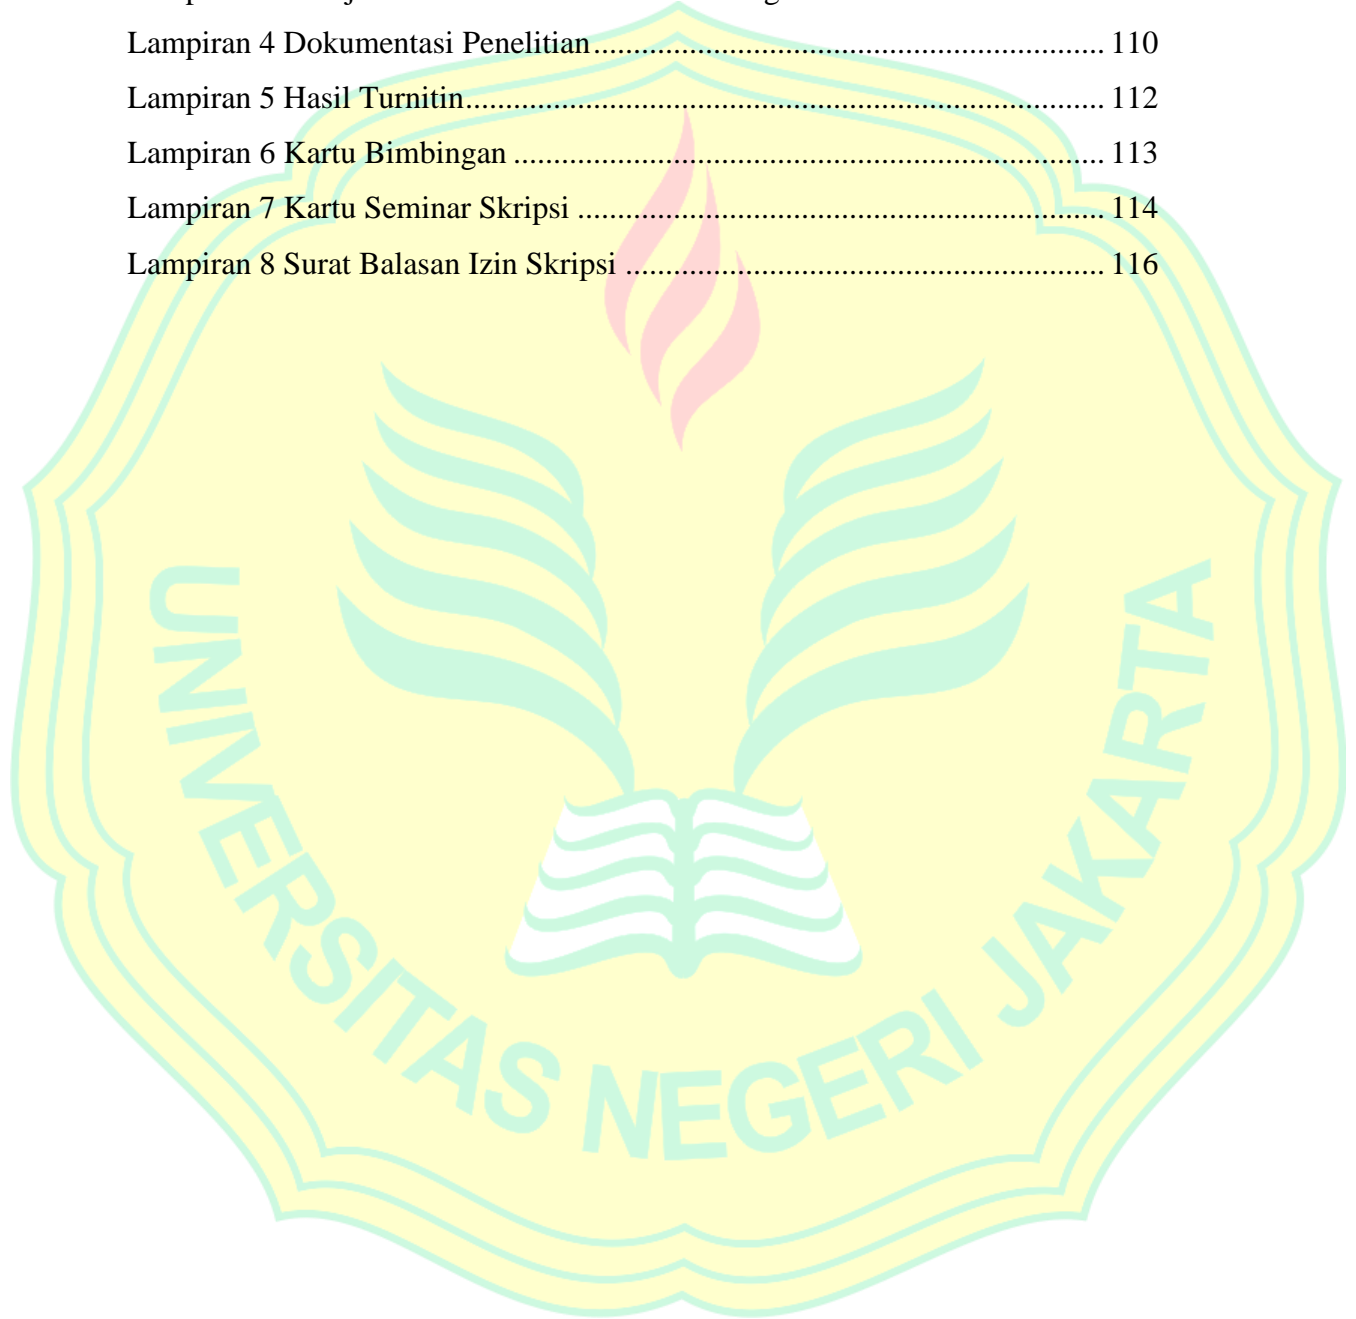 Lampiran 4 Dokumentasi Penelitian................................................................ 110
Lampiran 5 Hasil Turnitin................................................................................ 112
Lampiran 6 Kartu Bimbingan .......................................................................... 113
Lampiran 7 Kartu Seminar Skripsi .................................................................. 114
Lampiran 8 Surat Balasan Izin Skripsi ............................................................ 116
UNIVERSITAS NEGERI JAKARTA